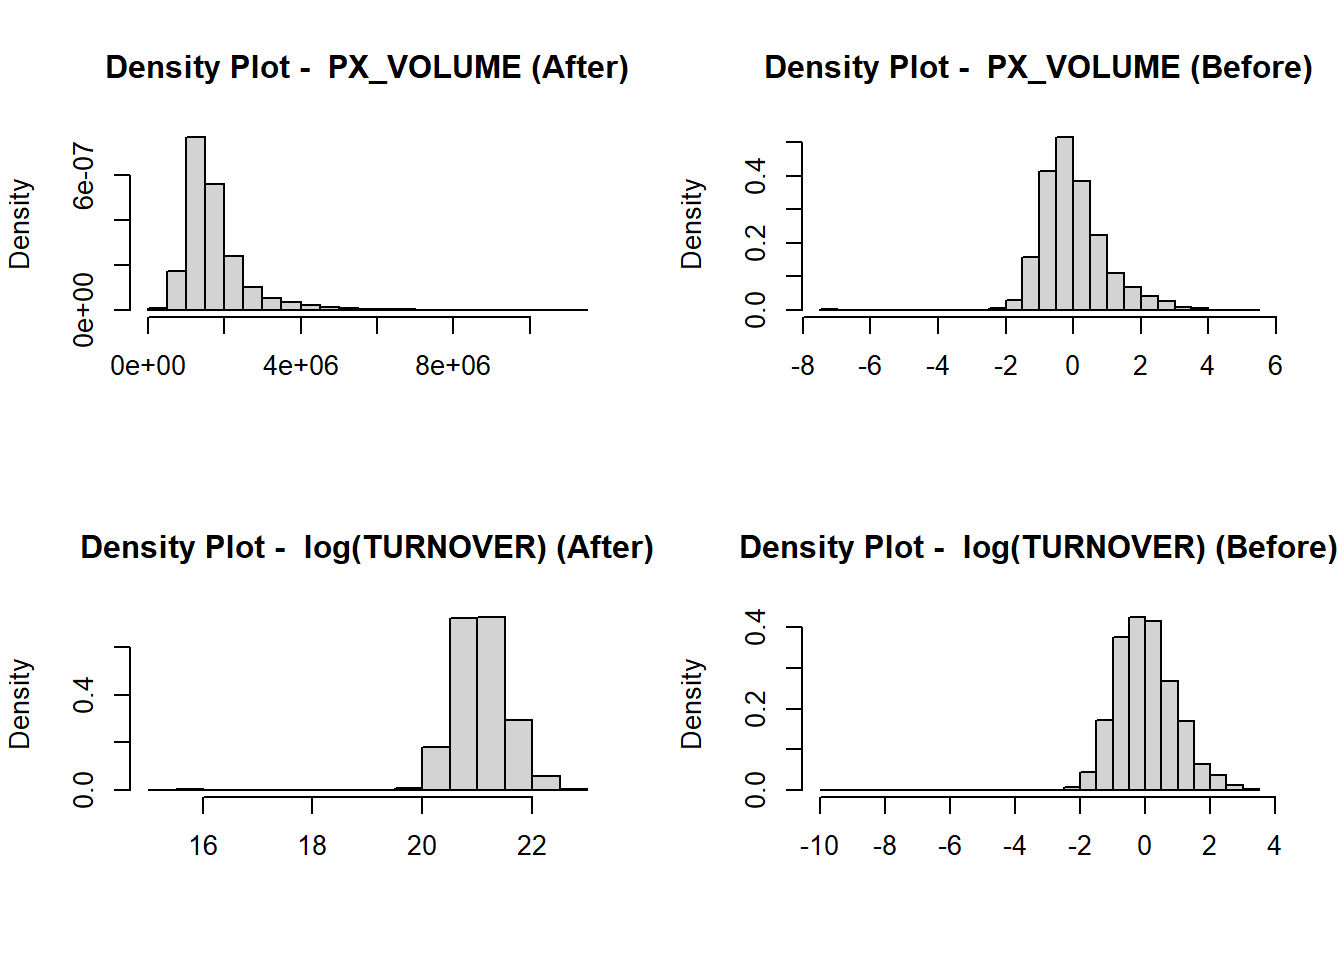 Density Plot -  PX_VOLUME (After)
Density
0e+00 6e-07
0e+00 4e+06 8e+06
Density Plot -  PX_VOLUME (Before)
Density
0.0 0.2 0.4
-8 -6 -4 -2 0 2 4 6
Density Plot -  log(TURNOVER) (After)
Density
0.0 0.4
16 18 20 22
Density Plot -  log(TURNOVER) (Before)
Density
0.0 0.2 0.4
-10 -8 -6 -4 -2 0 2 4